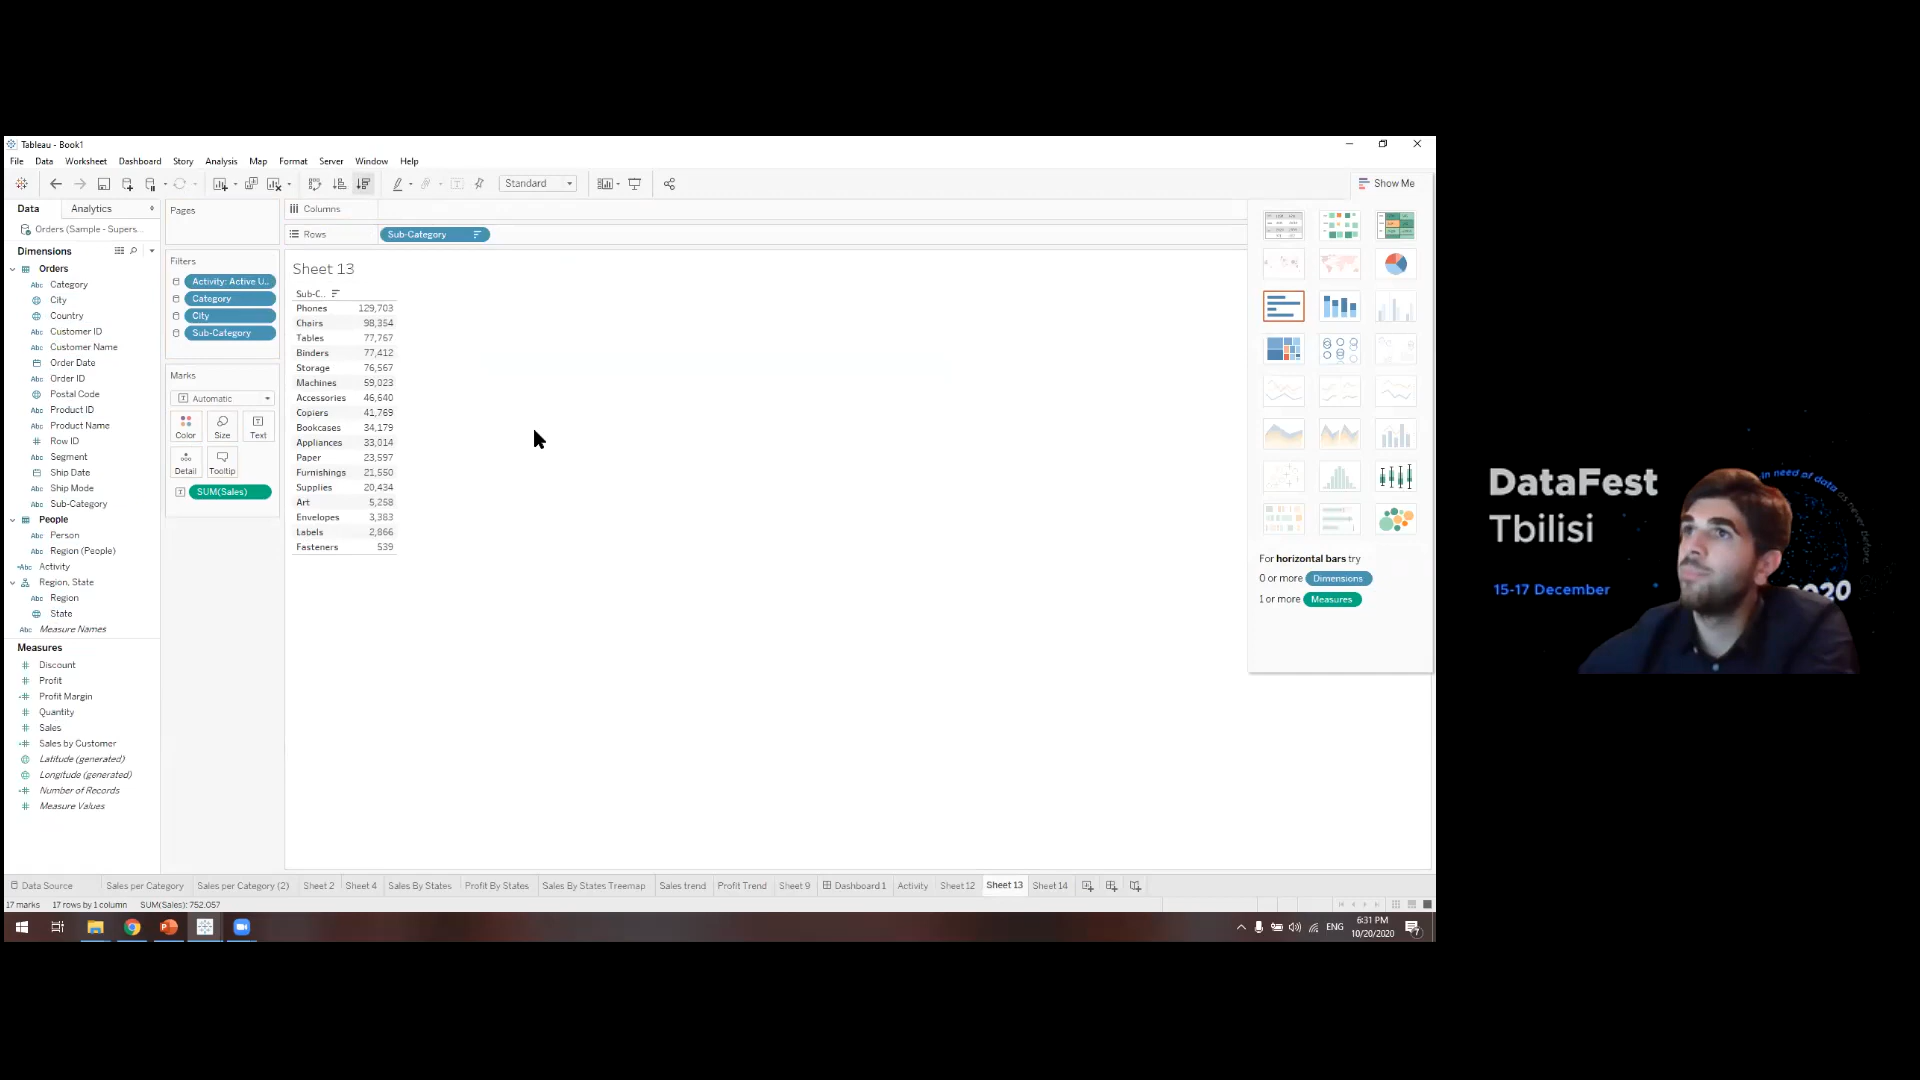 Tableau - Book1
File Data Worksheet Dashboard Story Analysis Map Format Server Window Help
Standard
Show Me
Data Analytics
Orders (Sample - Supers...
Dimensions
Orders
Category
City
Country
Customer ID
Customer Name
Order Date
Order ID
Postal Code
Product ID
Product Name
Row ID
Segment
Ship Date
Ship Mode
Sub-Category
People
Person
Region (People)
Activity
Region, State
Region
State
Measure Names
Measures
Discount
Profit
Profit Margin
Quantity
Sales
Sales by Customer
Latitude (generated)
Longitude (generated)
Number of Records
Measure Values
Pages
Filters
Activity: Active U..
Category
City
Sub-Category
Marks
Automatic
Color Size Text
Detail Tooltip
SUM(Sales)
Columns
Rows Sub-Category
Sheet 13
Sub-C..
Phones 129,703
Chairs 98,354
Tables 77,767
Binders 77,412
Storage 76,567
Machines 59,023
Accessories 46,640
Copiers 41,769
Bookcases 34,179
Appliances 33,014
Paper 23,597
Furnishings 21,550
Supplies 20,434
Art 5,258
Envelopes 3,383
Labels 2,866
Fasteners 539
For horizontal bars try
0 or more Dimensions
1 or more Measures
Data Source Sales per Category Sales per Category (2) Sheet 2 Sheet 4 Sales By States Profit By States Sales By States Treemap Sales trend Profit Trend Sheet 9 Dashboard 1 Activity Sheet 12 Sheet 13 Sheet 14
17 marks 17 rows by 1 column SUM(Sales): 752.057
ENG
6:31 PM
10/20/2020
DataFest
Tbilisi
15-17 December
In need of data as never before